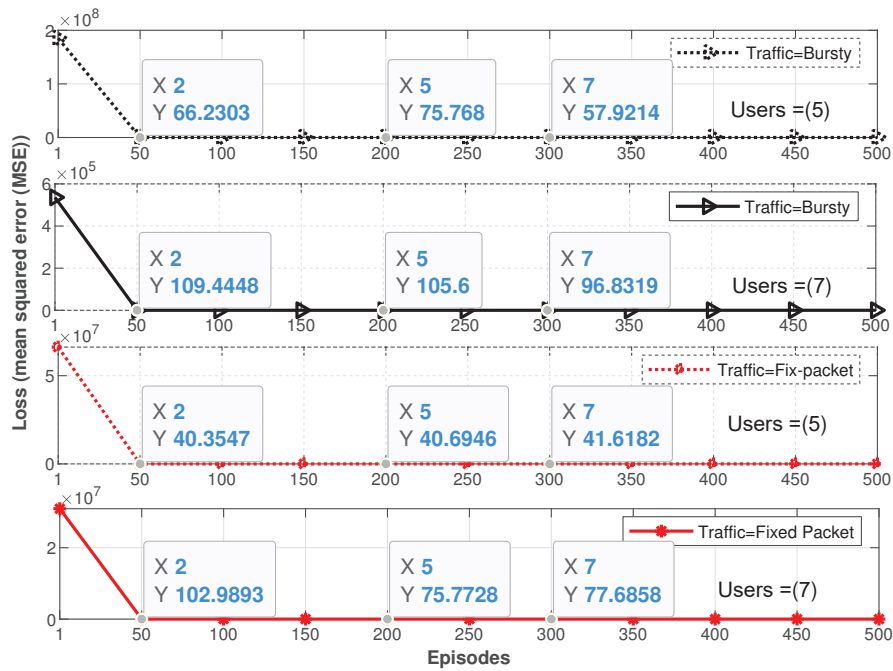 Loss (mean squared error (MSE))
×10^8
2
1
0
Traffic=Bursty
X 2
Y 66.2303
X 5
Y 75.768
X 7
Y 57.9214
Users =(5)
1 50 100 150 200 250 300 350 400 450 500
×10^5
6
4
2
0
Traffic=Bursty
X 2
Y 109.4448
X 5
Y 105.6
X 7
Y 96.8319
Users =(7)
1 50 100 150 200 250 300 350 400 450 500
×10^7
5
0
Traffic=Fix-packet
X 2
Y 40.3547
X 5
Y 40.6946
X 7
Y 41.6182
Users =(5)
1 50 100 150 200 250 300 350 400 450 500
×10^7
2
0
Traffic=Fixed Packet
X 2
Y 102.9893
X 5
Y 75.7728
X 7
Y 77.6858
Users =(7)
1 50 100 150 200 250 300 350 400 450 500
Episodes